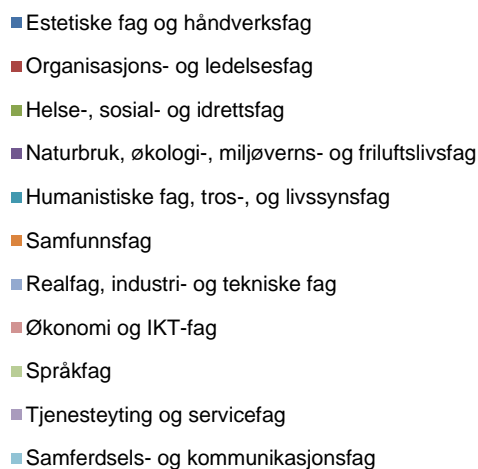 Estetiske fag og håndverksfag
Organisasjons- og ledelsesfag
Helse-, sosial- og idrettsfag
Naturbruk, økologi-, miljøverns- og friluftslivsfag
Humanistiske fag, tros-, og livssynsfag
Samfunnsfag
Realfag, industri- og tekniske fag
Økonomi og IKT-fag
Språkfag
Tjenesteyting og servicefag
Samferdsels- og kommunikasjonsfag